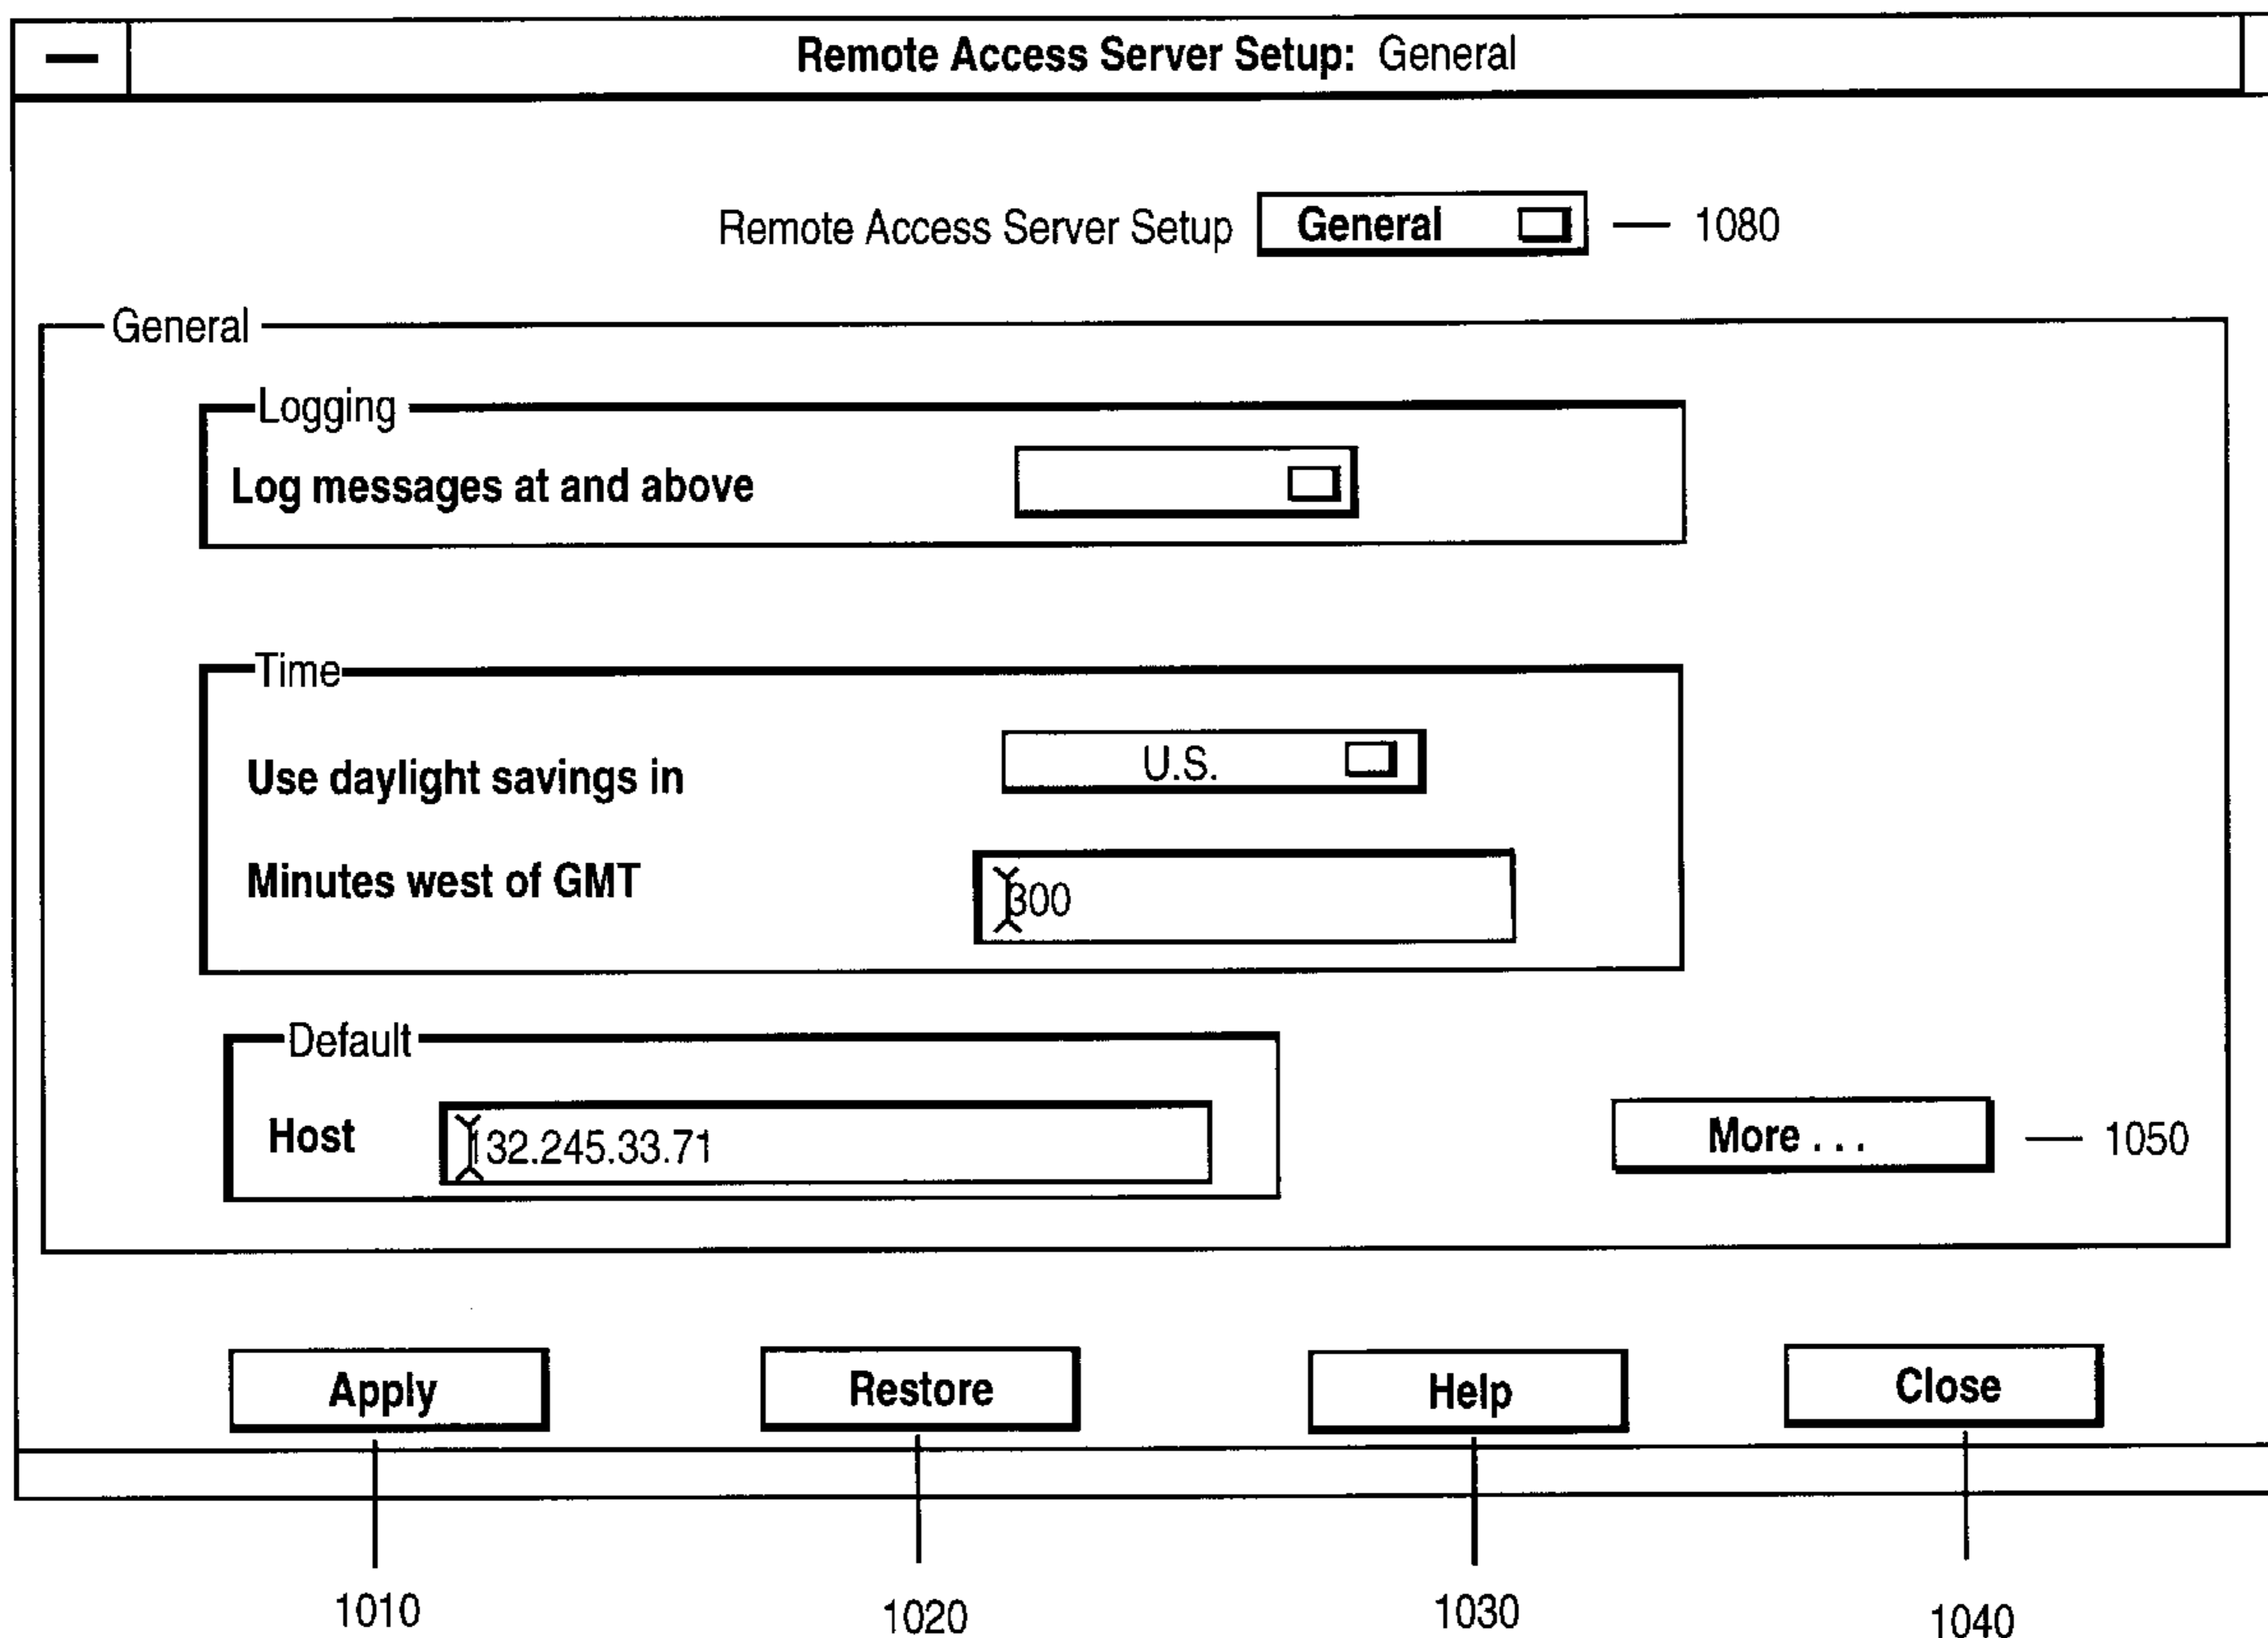 Remote Access Server Setup: General
Remote Access Server Setup General — 1080
General
Logging
Log messages at and above
Time
Use daylight savings in U.S.
Minutes west of GMT 300
Default
Host 132.245.33.71
More . . . — 1050
Apply Restore Help Close
1010 1020 1030 1040